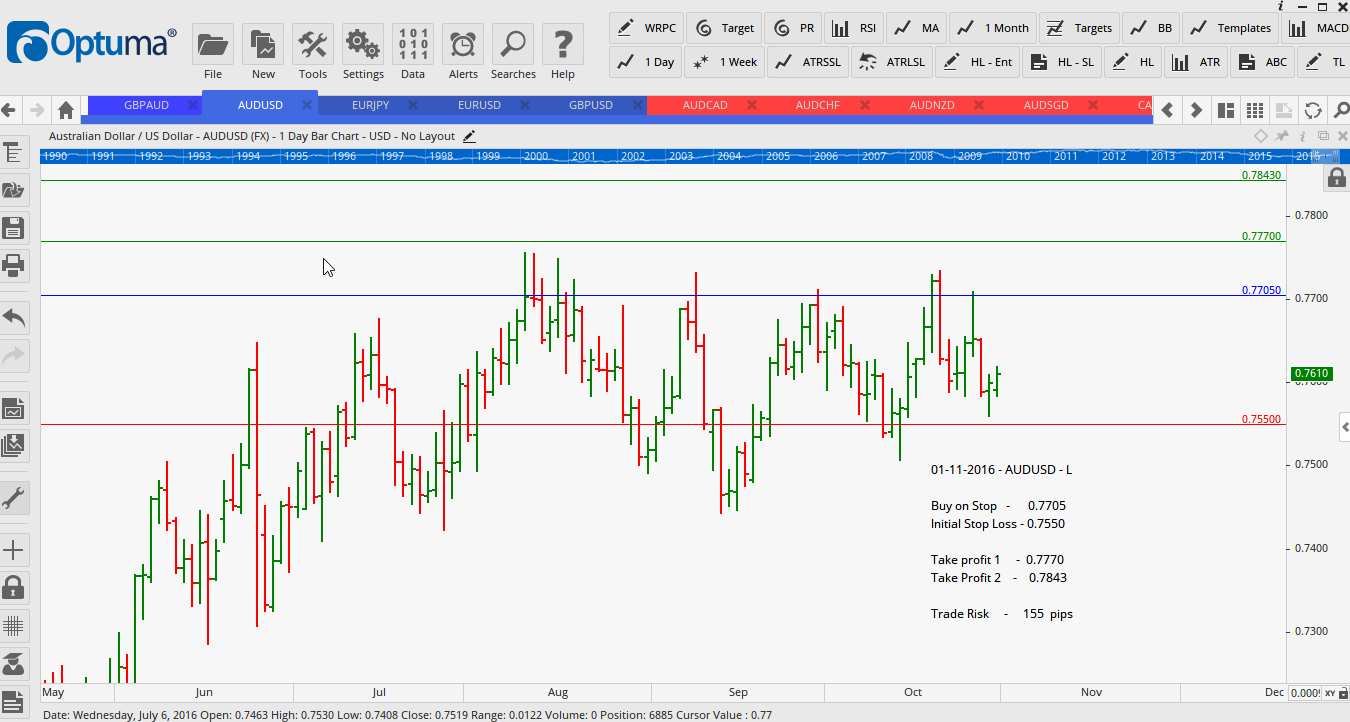 Optuma®
File
New
Tools
Settings
Data
Alerts
Searches
Help
WRPC
Target
PR
RSI
MA
1 Month
Targets
BB
Templates
MACD
1 Day
1 Week
ATRSSL
ATRLSL
HL - Ent
HL - SL
HL
ATR
ABC
TL
GBPAUD
AUDUSD
EURJPY
EURUSD
GBPUSD
AUDCAD
AUDCHF
AUDNZD
AUDSGD
CA
Australian Dollar / US Dollar - AUDUSD (FX) - 1 Day Bar Chart - USD - No Layout
1990 1991 1992 1993 1994 1995 1996 1997 1998 1999 2000 2001 2002 2003 2004 2005 2006 2007 2008 2009 2010 2011 2012 2013 2014 2015 2016
0.78430
0.7800
0.77700
0.77050
0.7700
0.7610
0.7600
0.75500
0.7500
0.7400
0.7300
01-11-2016 - AUDUSD - L
Buy on Stop - 0.7705
Initial Stop Loss - 0.7550
Take profit 1 - 0.7770
Take Profit 2 - 0.7843
Trade Risk - 155 pips
May Jun Jul Aug Sep Oct Nov Dec
XY
Date: Wednesday, July 6, 2016 Open: 0.7463 High: 0.7530 Low: 0.7408 Close: 0.7519 Range: 0.0122 Volume: 0 Position: 6885 Cursor Value : 0.77